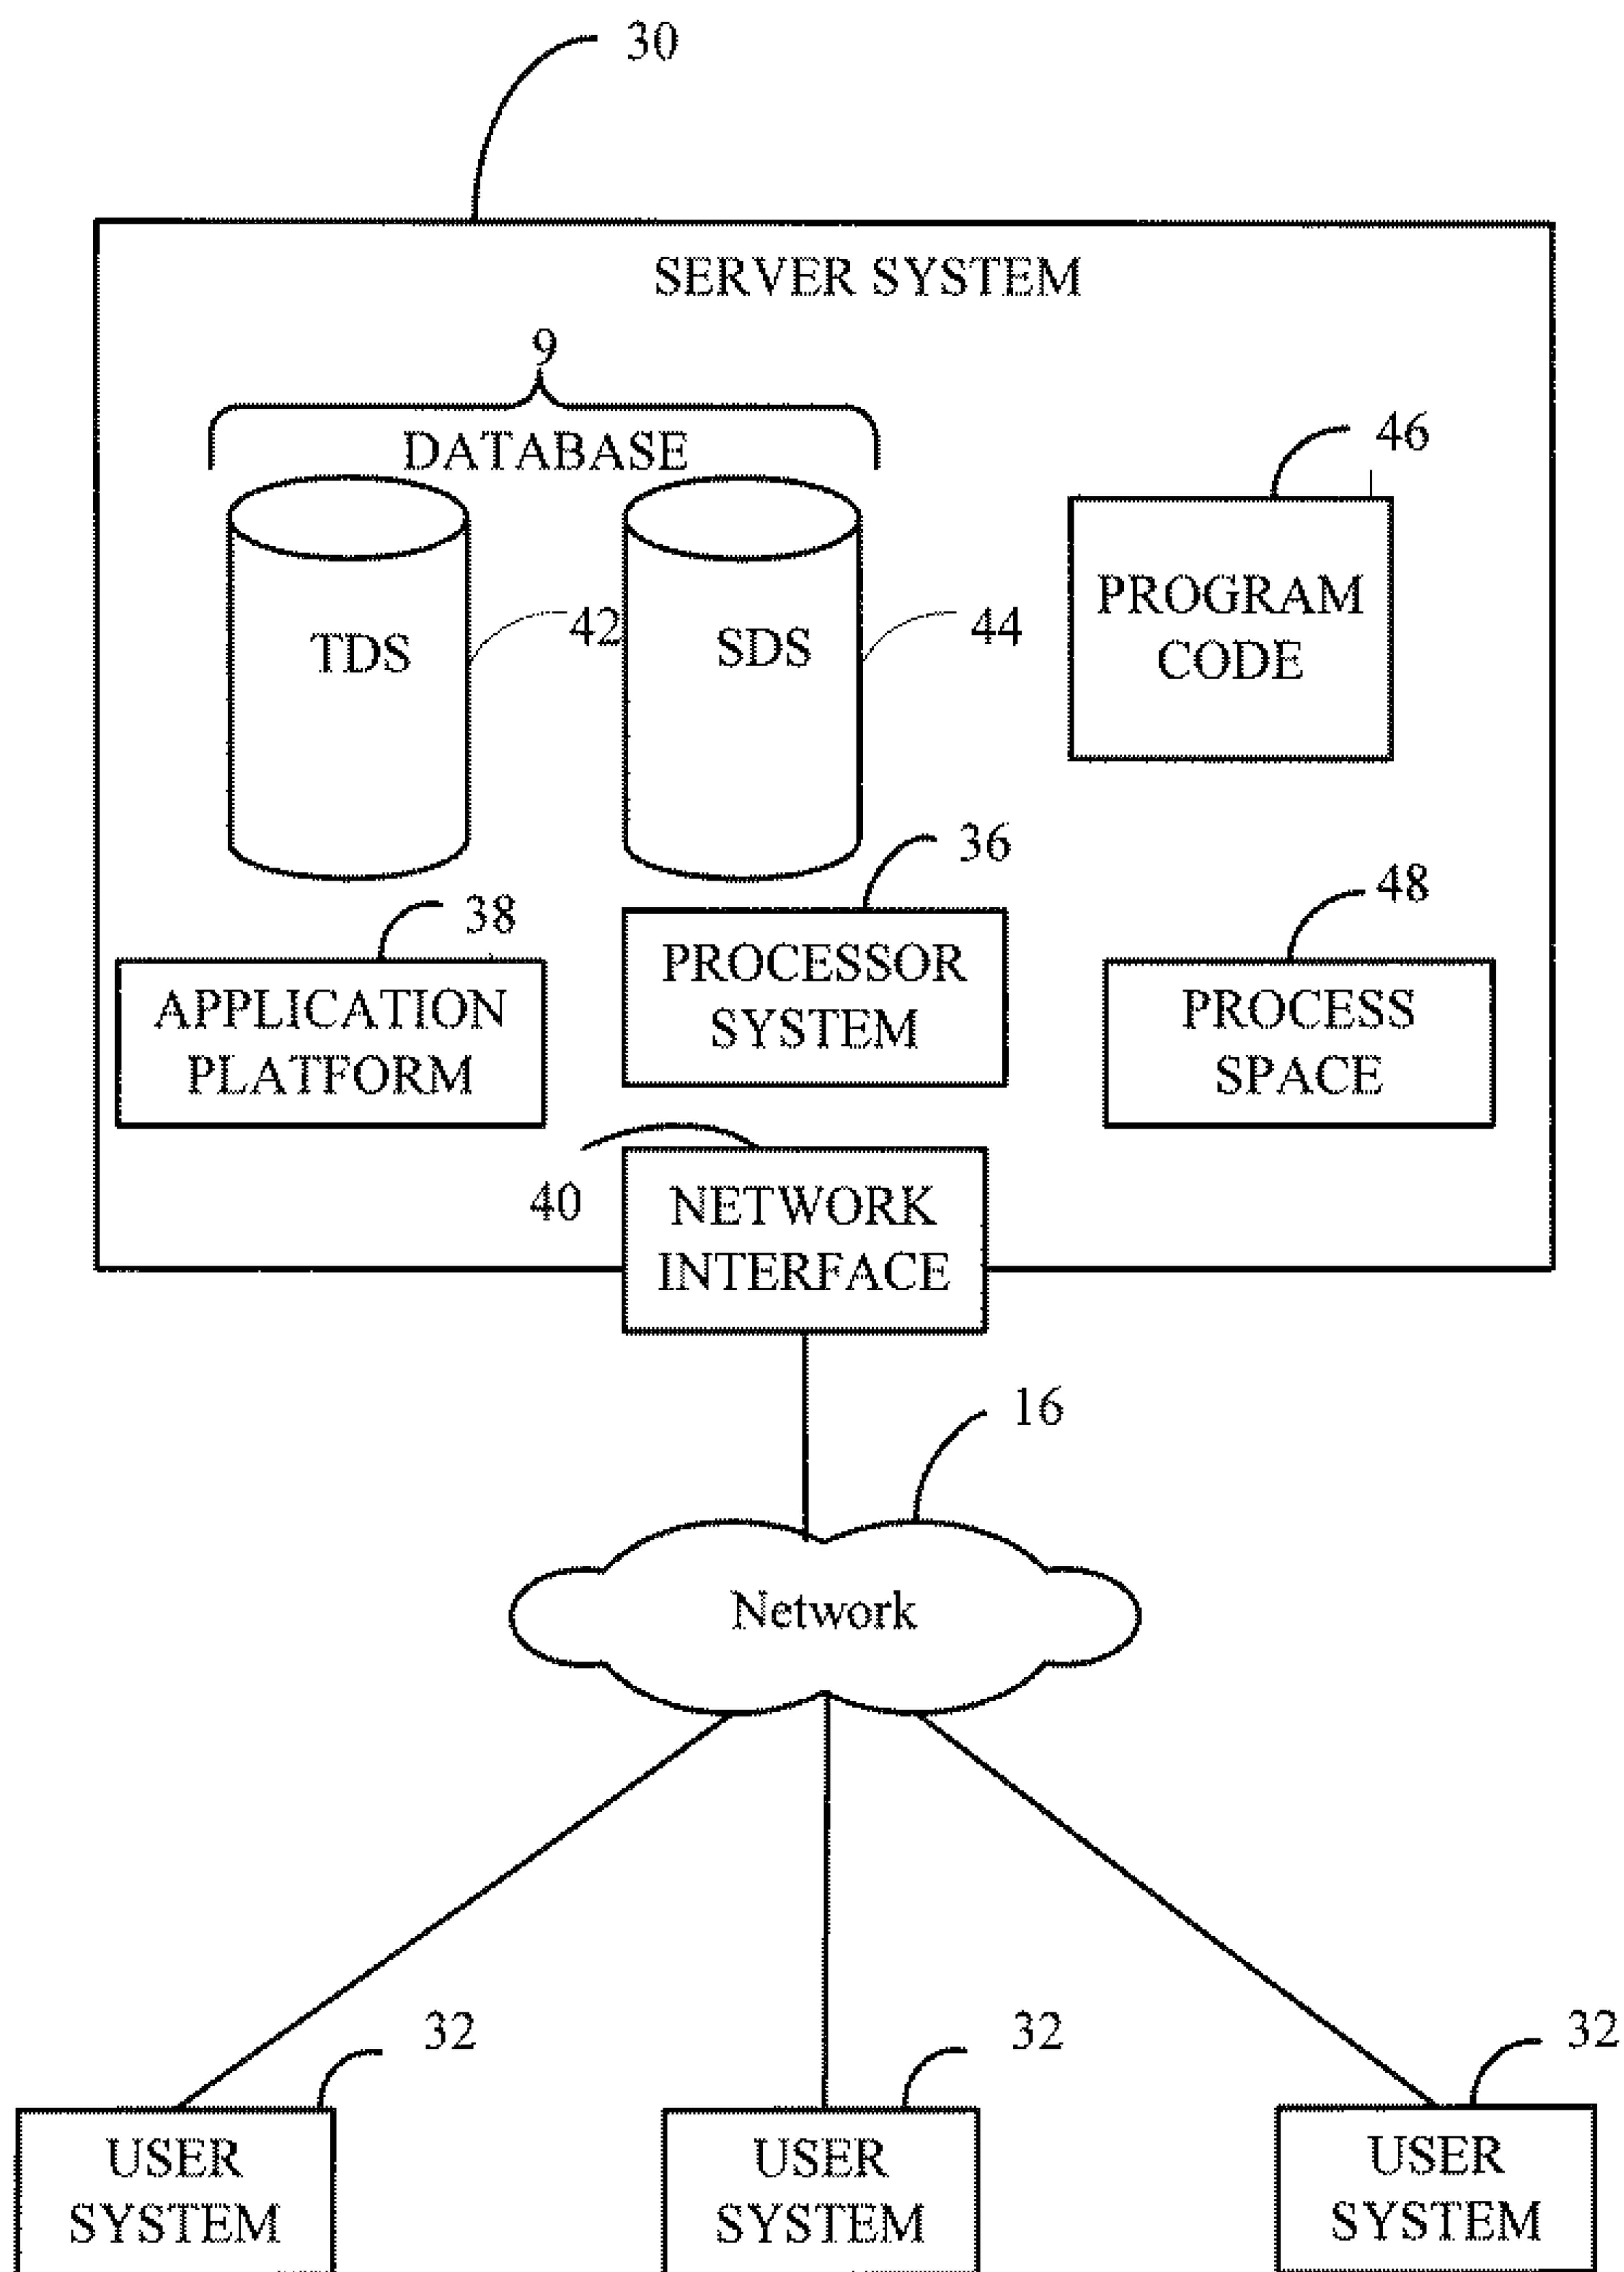 30
SERVER SYSTEM
9
DATABASE
46
TDS
42
SDS
44
PROGRAM
CODE
36
38
48
PROCESSOR
SYSTEM
APPLICATION
PLATFORM
PROCESS
SPACE
40
NETWORK
INTERFACE
16
Network
32
32
32
USER
SYSTEM
USER
SYSTEM
USER
SYSTEM